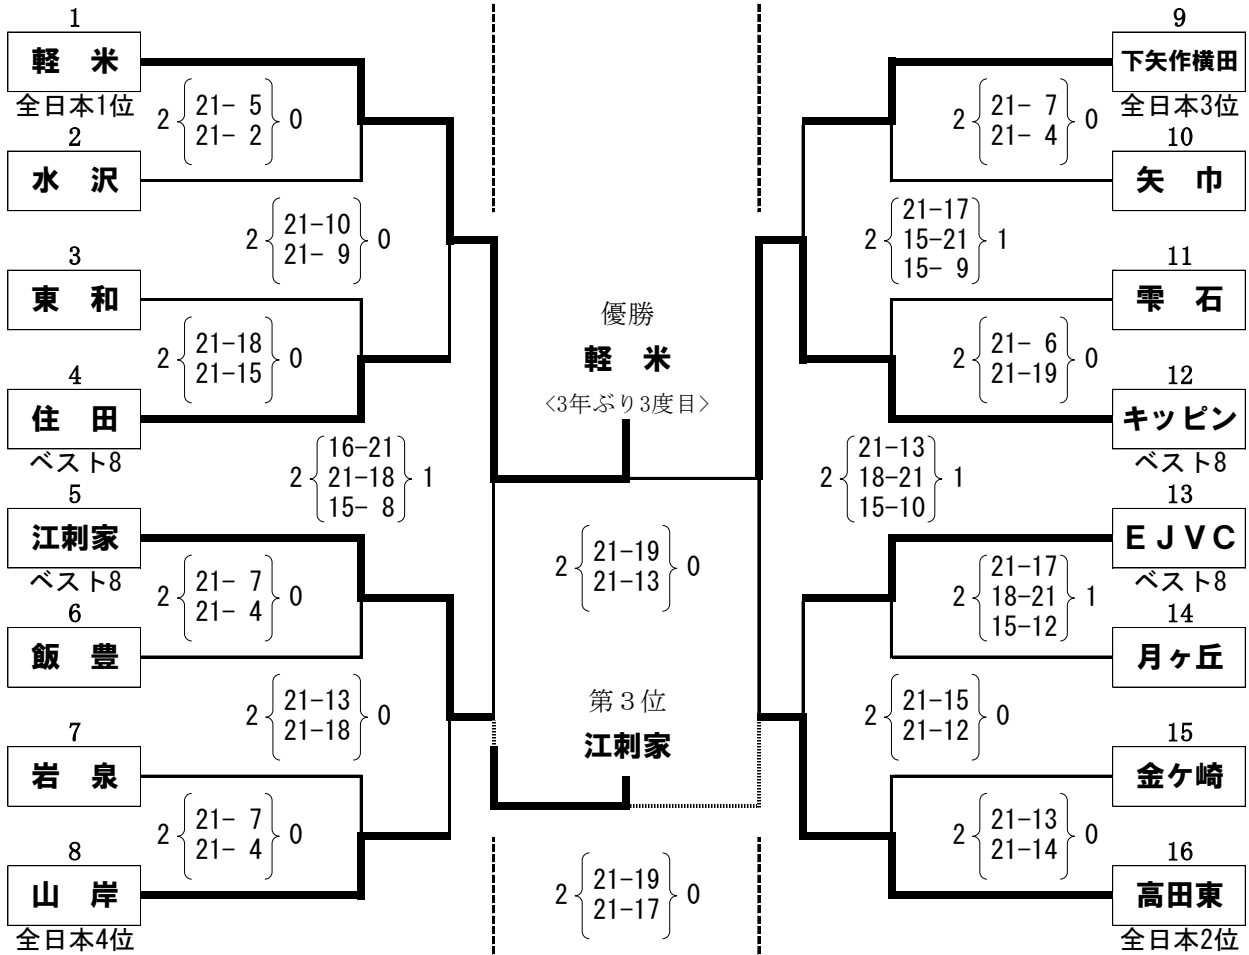 1
軽　米
全日本1位
2 21- 5 0
21- 2
2
水　沢
2 21-10 0
21- 9
3
東　和
2 21-18 0
21-15
4
住　田
ベスト8
16-21
2 21-18 1
15- 8
5
江刺家
ベスト8
2 21- 7 0
21- 4
6
飯　豊
2 21-13 0
21-18
7
岩　泉
2 21- 7 0
21- 4
8
山　岸
全日本4位
優勝
軽　米
<3年ぶり3度目>
2 21-19 0
21-13
第３位
江刺家
2 21-19 0
21-17
9
下矢作横田
全日本3位
2 21- 7 0
21- 4
10
矢　巾
21-17
2 15-21 1
15- 9
11
雫　石
2 21- 6 0
21-19
12
キッピン
ベスト8
21-13
2 18-21 1
15-10
13
ＥＪＶＣ
ベスト8
21-17
2 18-21 1
15-12
14
月ヶ丘
2 21-15 0
21-12
15
金ケ崎
2 21-13 0
21-14
16
高田東
全日本2位